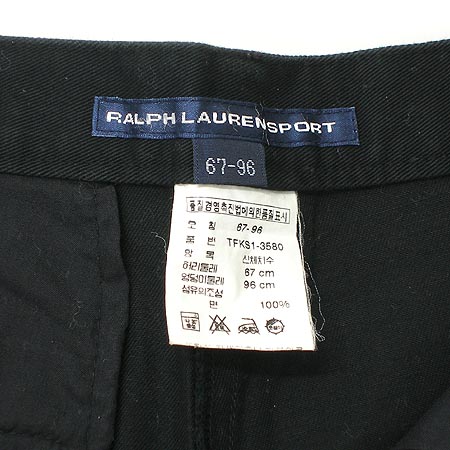 RALPH LAUREN SPORT
67-96
품질경영촉진법에의한품질표시
호 칭 67-96
품 번 TFKS1-3580
항목 신체치수
허리둘레 67 cm
엉덩이둘레 96 cm
섬유의조성
면 100%